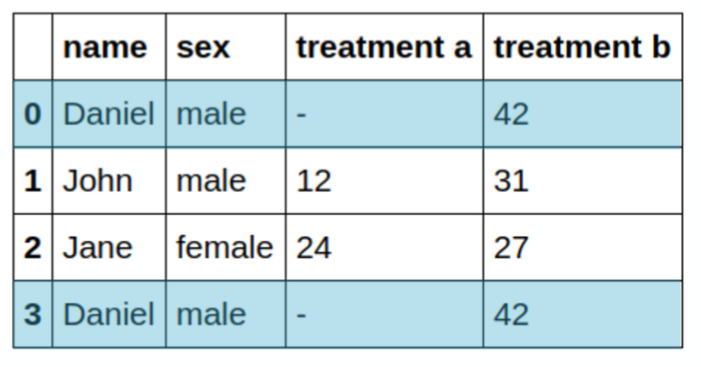 name sex treatment a treatment b
0 Daniel male - 42
1 John male 12 31
2 Jane female 24 27
3 Daniel male - 42